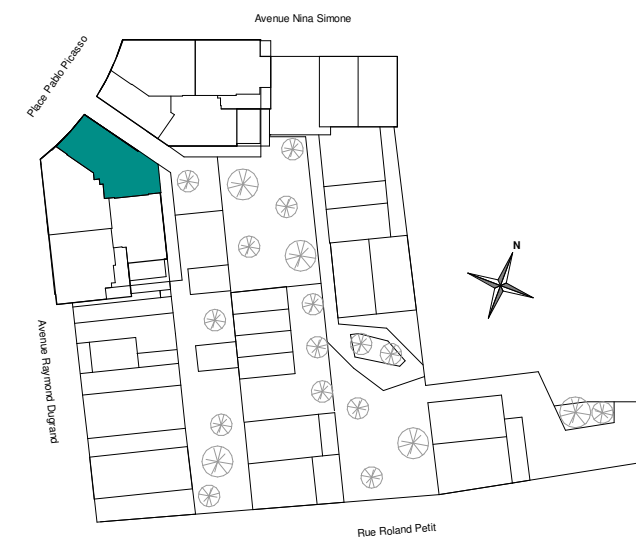 Avenue Nina Simone
Place Pablo Picasso
N
Avenue Raymond Dugrand
Rue Roland Petit